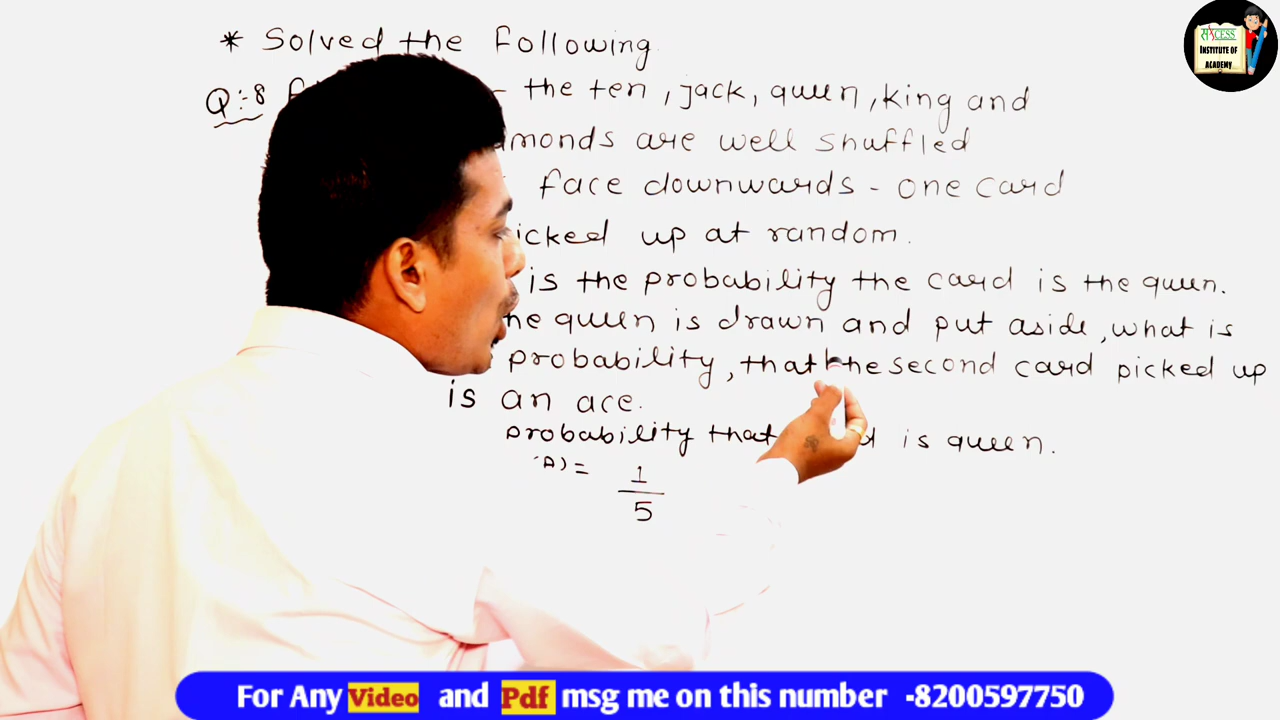 * Solved the following.
Q:-8 - the ten, jack, queen, king and
amonds are well shuffled
face downwards - one card
icked up at random.
is the probability the card is the queen.
he queen is drawn and put aside, what is
probability, that the second card picked up
is an ace.
probability that d is queen.
A) = 1/5
सક્સેસ
INSTITUTE OF
ACADEMY
For Any Video and Pdf msg me on this number -8200597750